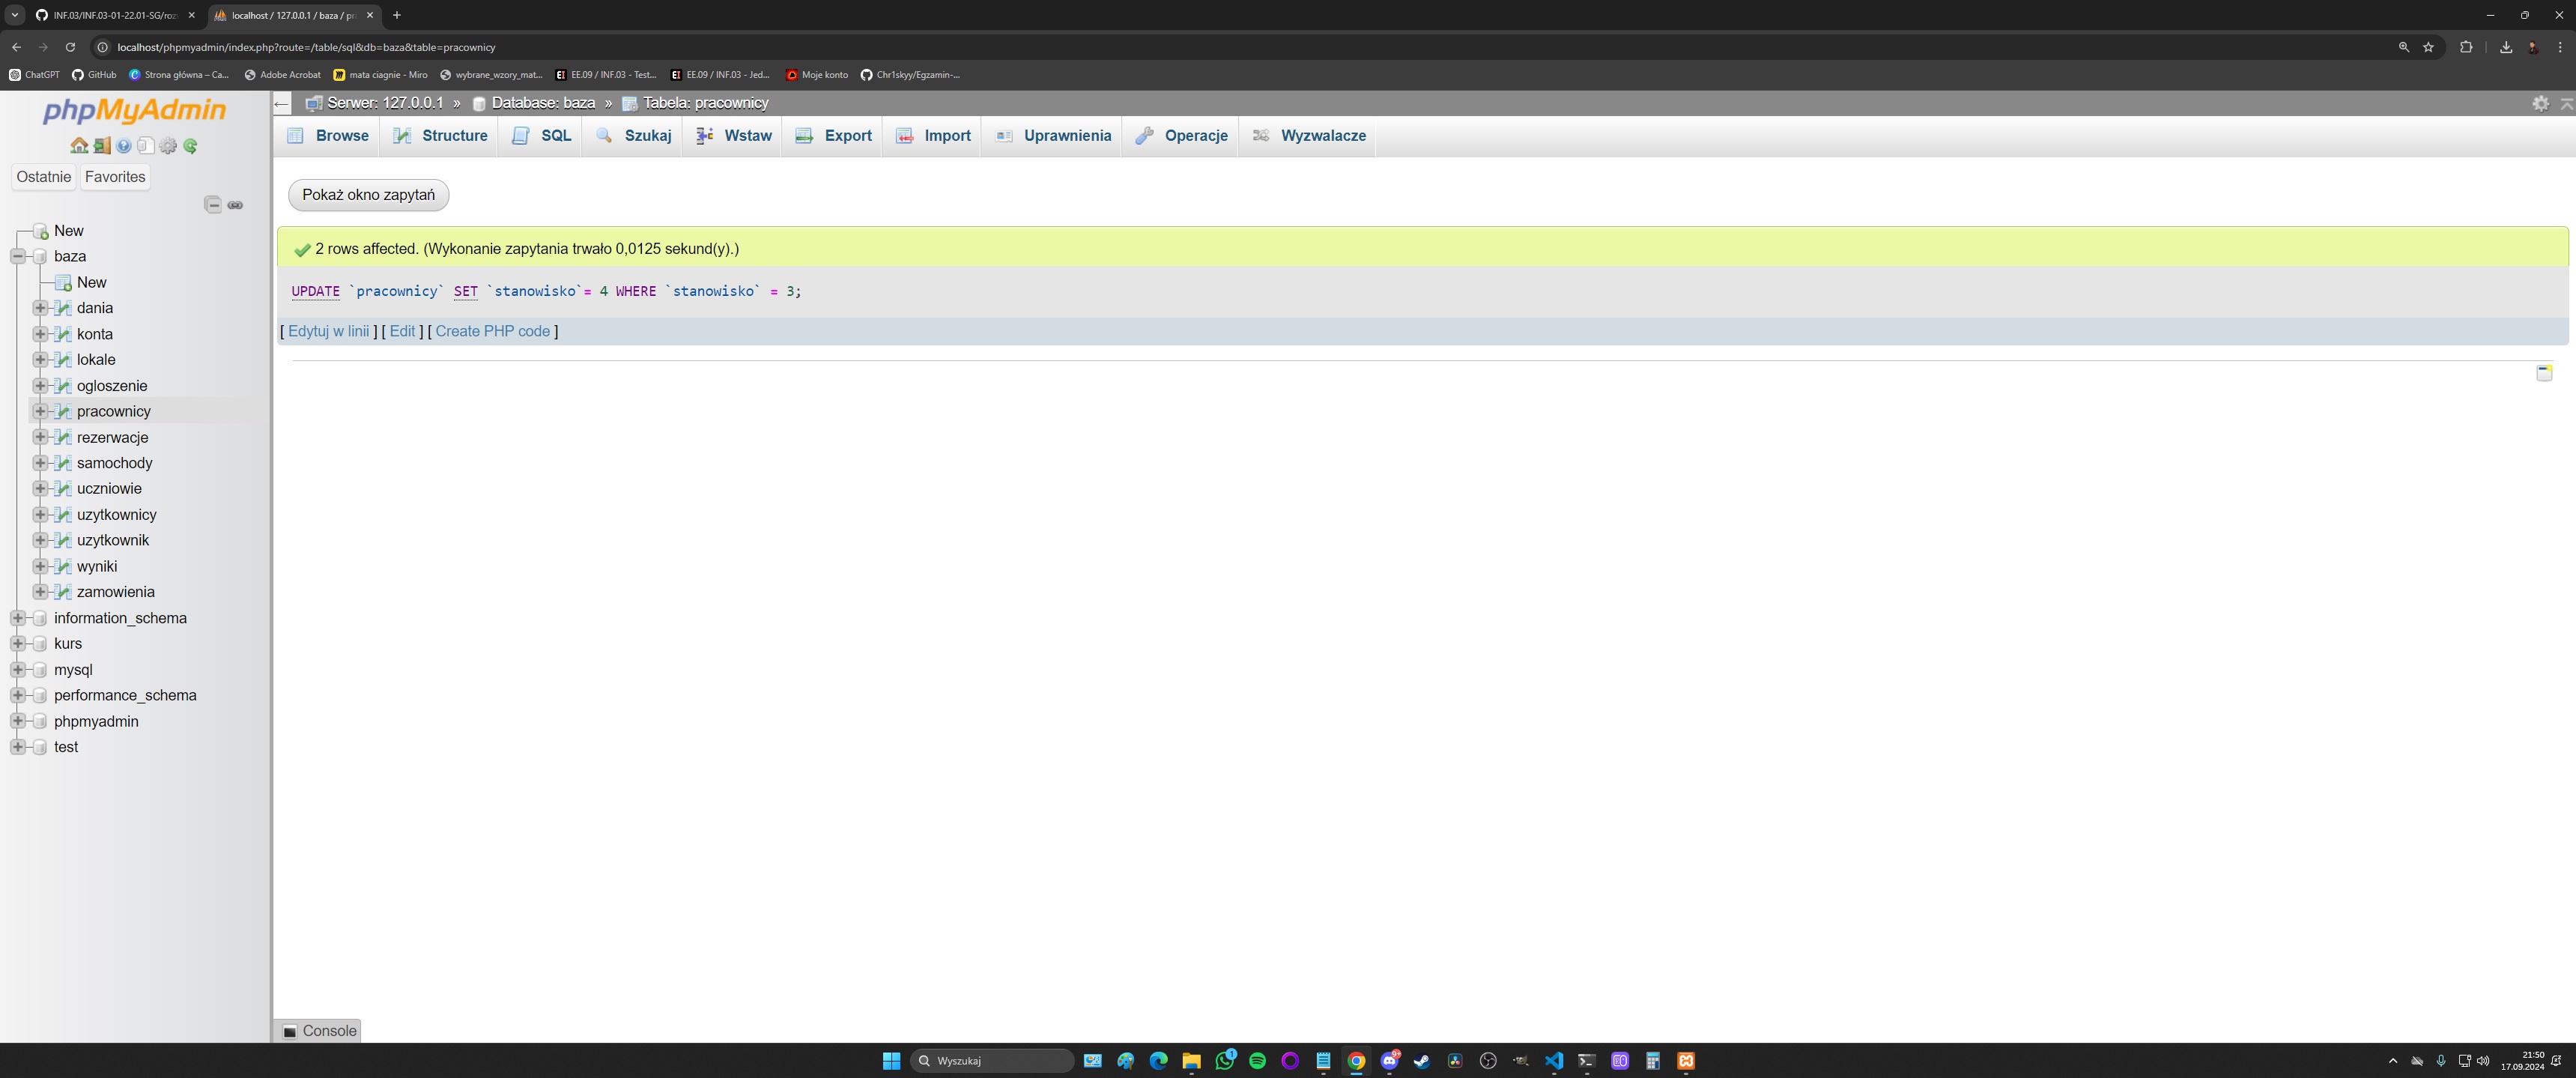 INF.03/INF.03-01-22.01-SG/roz
localhost / 127.0.0.1 / baza / pr
localhost/phpmyadmin/index.php?route=/table/sql&db=baza&table=pracownicy
ChatGPT
GitHub
Strona główna – Ca...
Adobe Acrobat
mata ciagnie - Miro
wybrane_wzory_mat...
EE.09 / INF.03 - Test...
EE.09 / INF.03 - Jed...
Moje konto
Chr1skyy/Egzamin-...
phpMyAdmin
Ostatnie
Favorites
New
baza
New
dania
konta
lokale
ogloszenie
pracownicy
rezerwacje
samochody
uczniowie
uzytkownicy
uzytkownik
wyniki
zamowienia
information_schema
kurs
mysql
performance_schema
phpmyadmin
test
Serwer: 127.0.0.1 » Database: baza » Tabela: pracownicy
Browse
Structure
SQL
Szukaj
Wstaw
Export
Import
Uprawnienia
Operacje
Wyzwalacze
Pokaż okno zapytań
2 rows affected. (Wykonanie zapytania trwało 0,0125 sekund(y).)
UPDATE `pracownicy` SET `stanowisko`= 4 WHERE `stanowisko` = 3;
[ Edytuj w linii ] [ Edit ] [ Create PHP code ]
Console
Wyszukaj
1
9+
21:50
17.09.2024